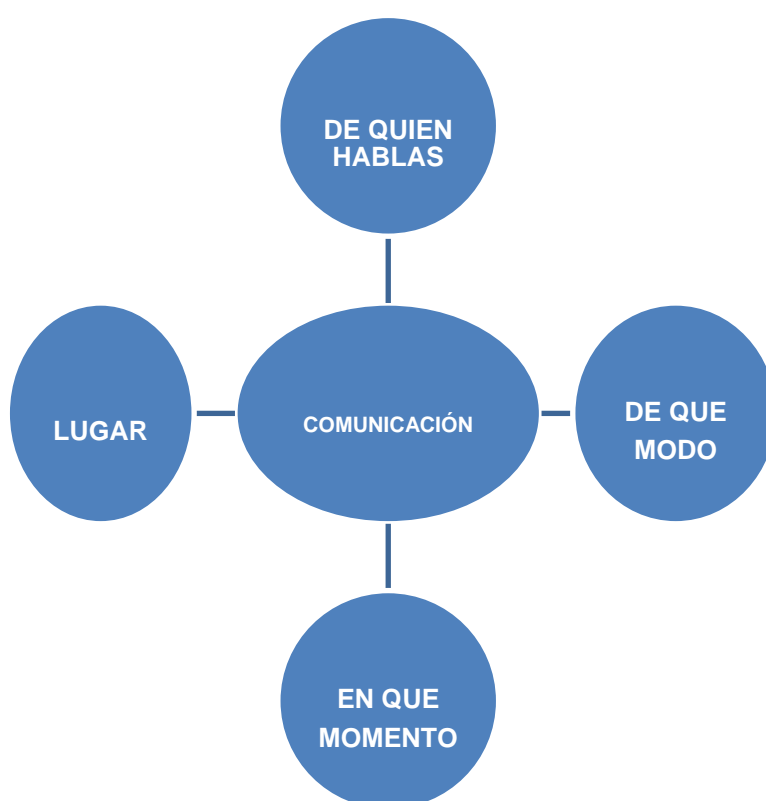 DE QUIEN
HABLAS
LUGAR
COMUNICACIÓN
DE QUE
MODO
EN QUE
MOMENTO